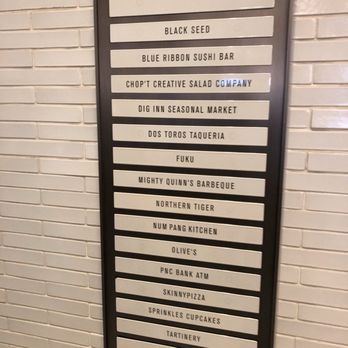 BLACK SEED
BLUE RIBBON SUSHI BAR
CHOP'T CREATIVE SALAD COMPANY
DIG INN SEASONAL MARKET
DOS TOROS TAQUERIA
FUKU
MIGHTY QUINN'S BARBEQUE
NORTHERN TIGER
NUM PANG KITCHEN
OLIVE'S
PNC BANK ATM
SKINNYPIZZA
SPRINKLES CUPCAKES
TARTINERY